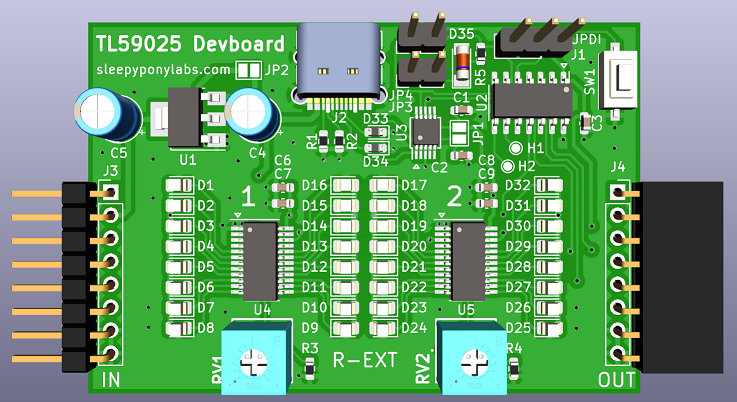 TL59025 Devboard
sleepyponylabs.com
JP2
D35
JPDI
J1
R5
U2
SW1
JP4
JP3
J2
D33
D34
R1
R2
U3
C1
JP1
C2
C3
H1
H2
C5
U1
C4
J3
J4
C6
C7
C8
C9
1
2
D1
D2
D3
D4
D5
D6
D7
D8
D16
D15
D14
D13
D12
D11
D10
D9
D17
D18
D19
D20
D21
D22
D23
D24
D32
D31
D30
D29
D28
D27
D26
D25
U4
U5
RV1
R3
R-EXT
RV2
R4
IN
OUT